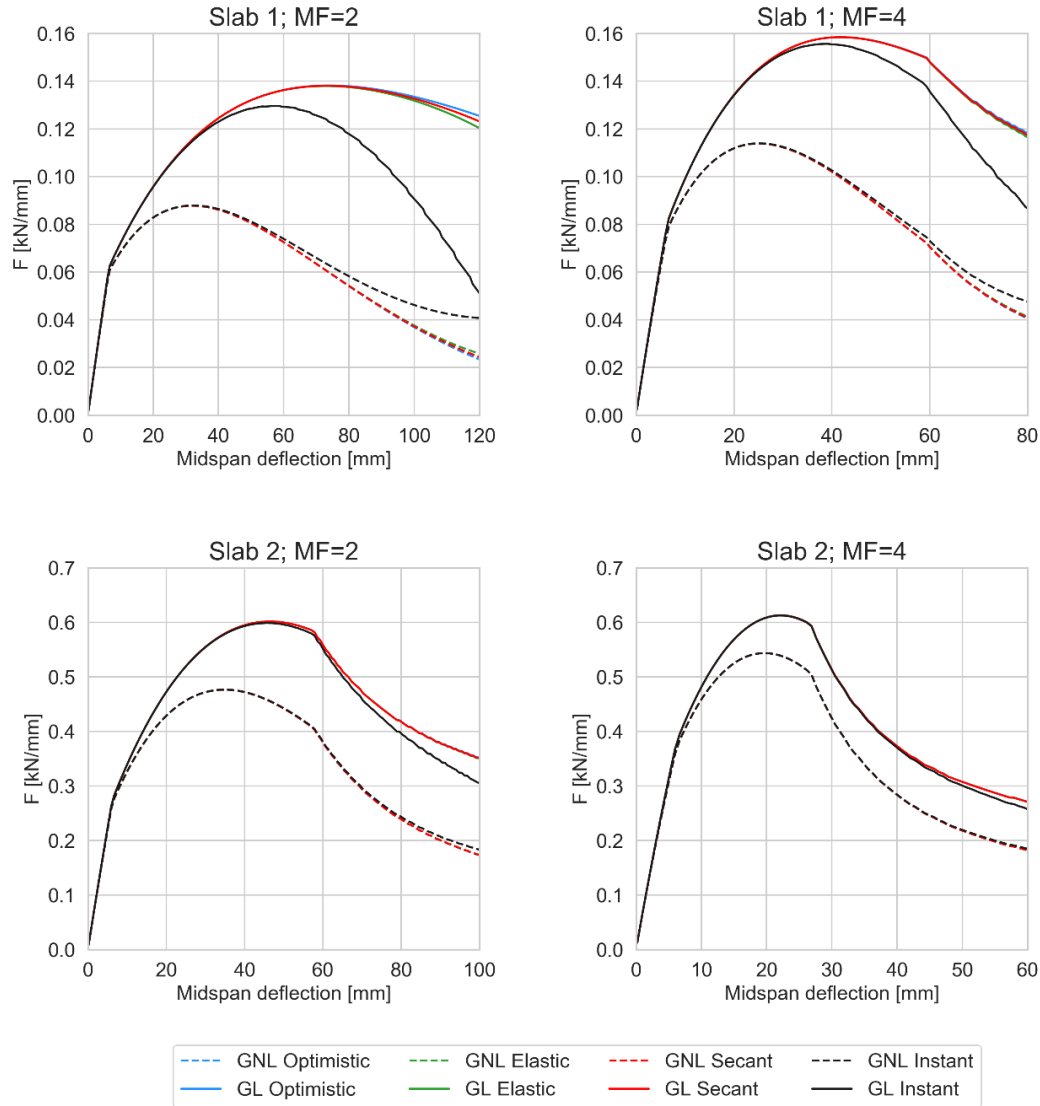 Slab 1; MF=2
0.16
0.14
0.12
0.10
0.08
0.06
0.04
0.02
0.00
F [kN/mm]
0 20 40 60 80 100 120
Midspan deflection [mm]
Slab 1; MF=4
0.16
0.14
0.12
0.10
0.08
0.06
0.04
0.02
0.00
F [kN/mm]
0 20 40 60 80
Midspan deflection [mm]
Slab 2; MF=2
0.7
0.6
0.5
0.4
0.3
0.2
0.1
0.0
F [kN/mm]
0 20 40 60 80 100
Midspan deflection [mm]
Slab 2; MF=4
0.7
0.6
0.5
0.4
0.3
0.2
0.1
0.0
F [kN/mm]
0 10 20 30 40 50 60
Midspan deflection [mm]
GNL Optimistic GNL Elastic GNL Secant GNL Instant
GL Optimistic GL Elastic GL Secant GL Instant